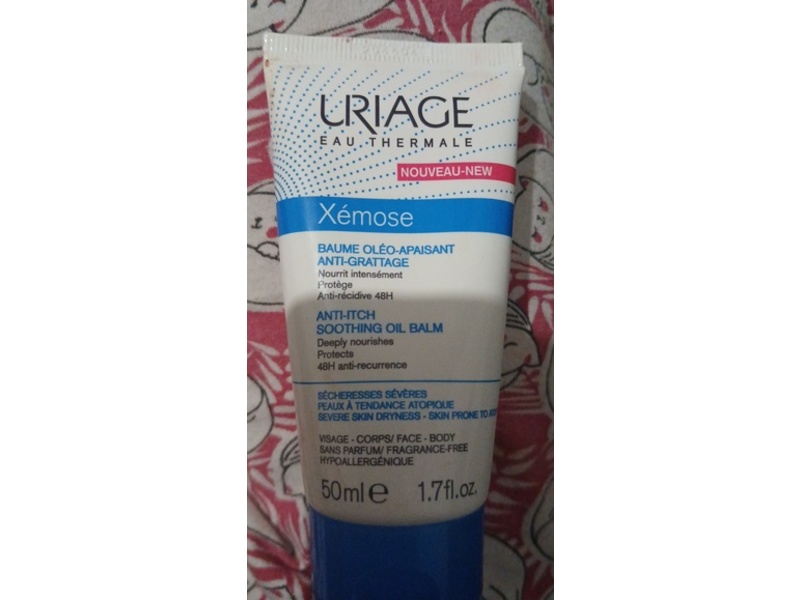 URIAGE
EAU THERMALE
NOUVEAU-NEW
Xémose
BAUME OLÉO-APAISANT
ANTI-GRATTAGE
Nourrit intensément
Protège
Anti-récidive 48H
ANTI-ITCH
SOOTHING OIL BALM
Deeply nourishes
Protects
48H anti-recurrence
SÉCHERESSES SÉVÈRES
PEAUX À TENDANCE ATOPIQUE
SEVERE SKIN DRYNESS - SKIN PRONE TO
VISAGE - CORPS/ FACE - BODY
SANS PARFUM/ FRAGRANCE-FREE
HYPOALLERGÉNIQUE
50ml e 1.7fl.oz.